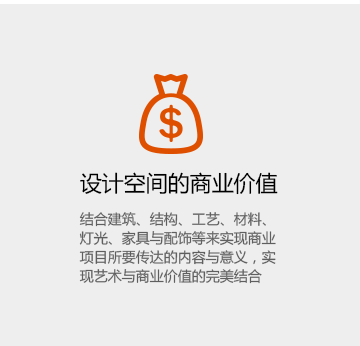 $
设计空间的商业价值
结合建筑、结构、工艺、材料、
灯光、家具与配饰等来实现商业
项目所要传达的内容与意义，实
现艺术与商业价值的完美结合